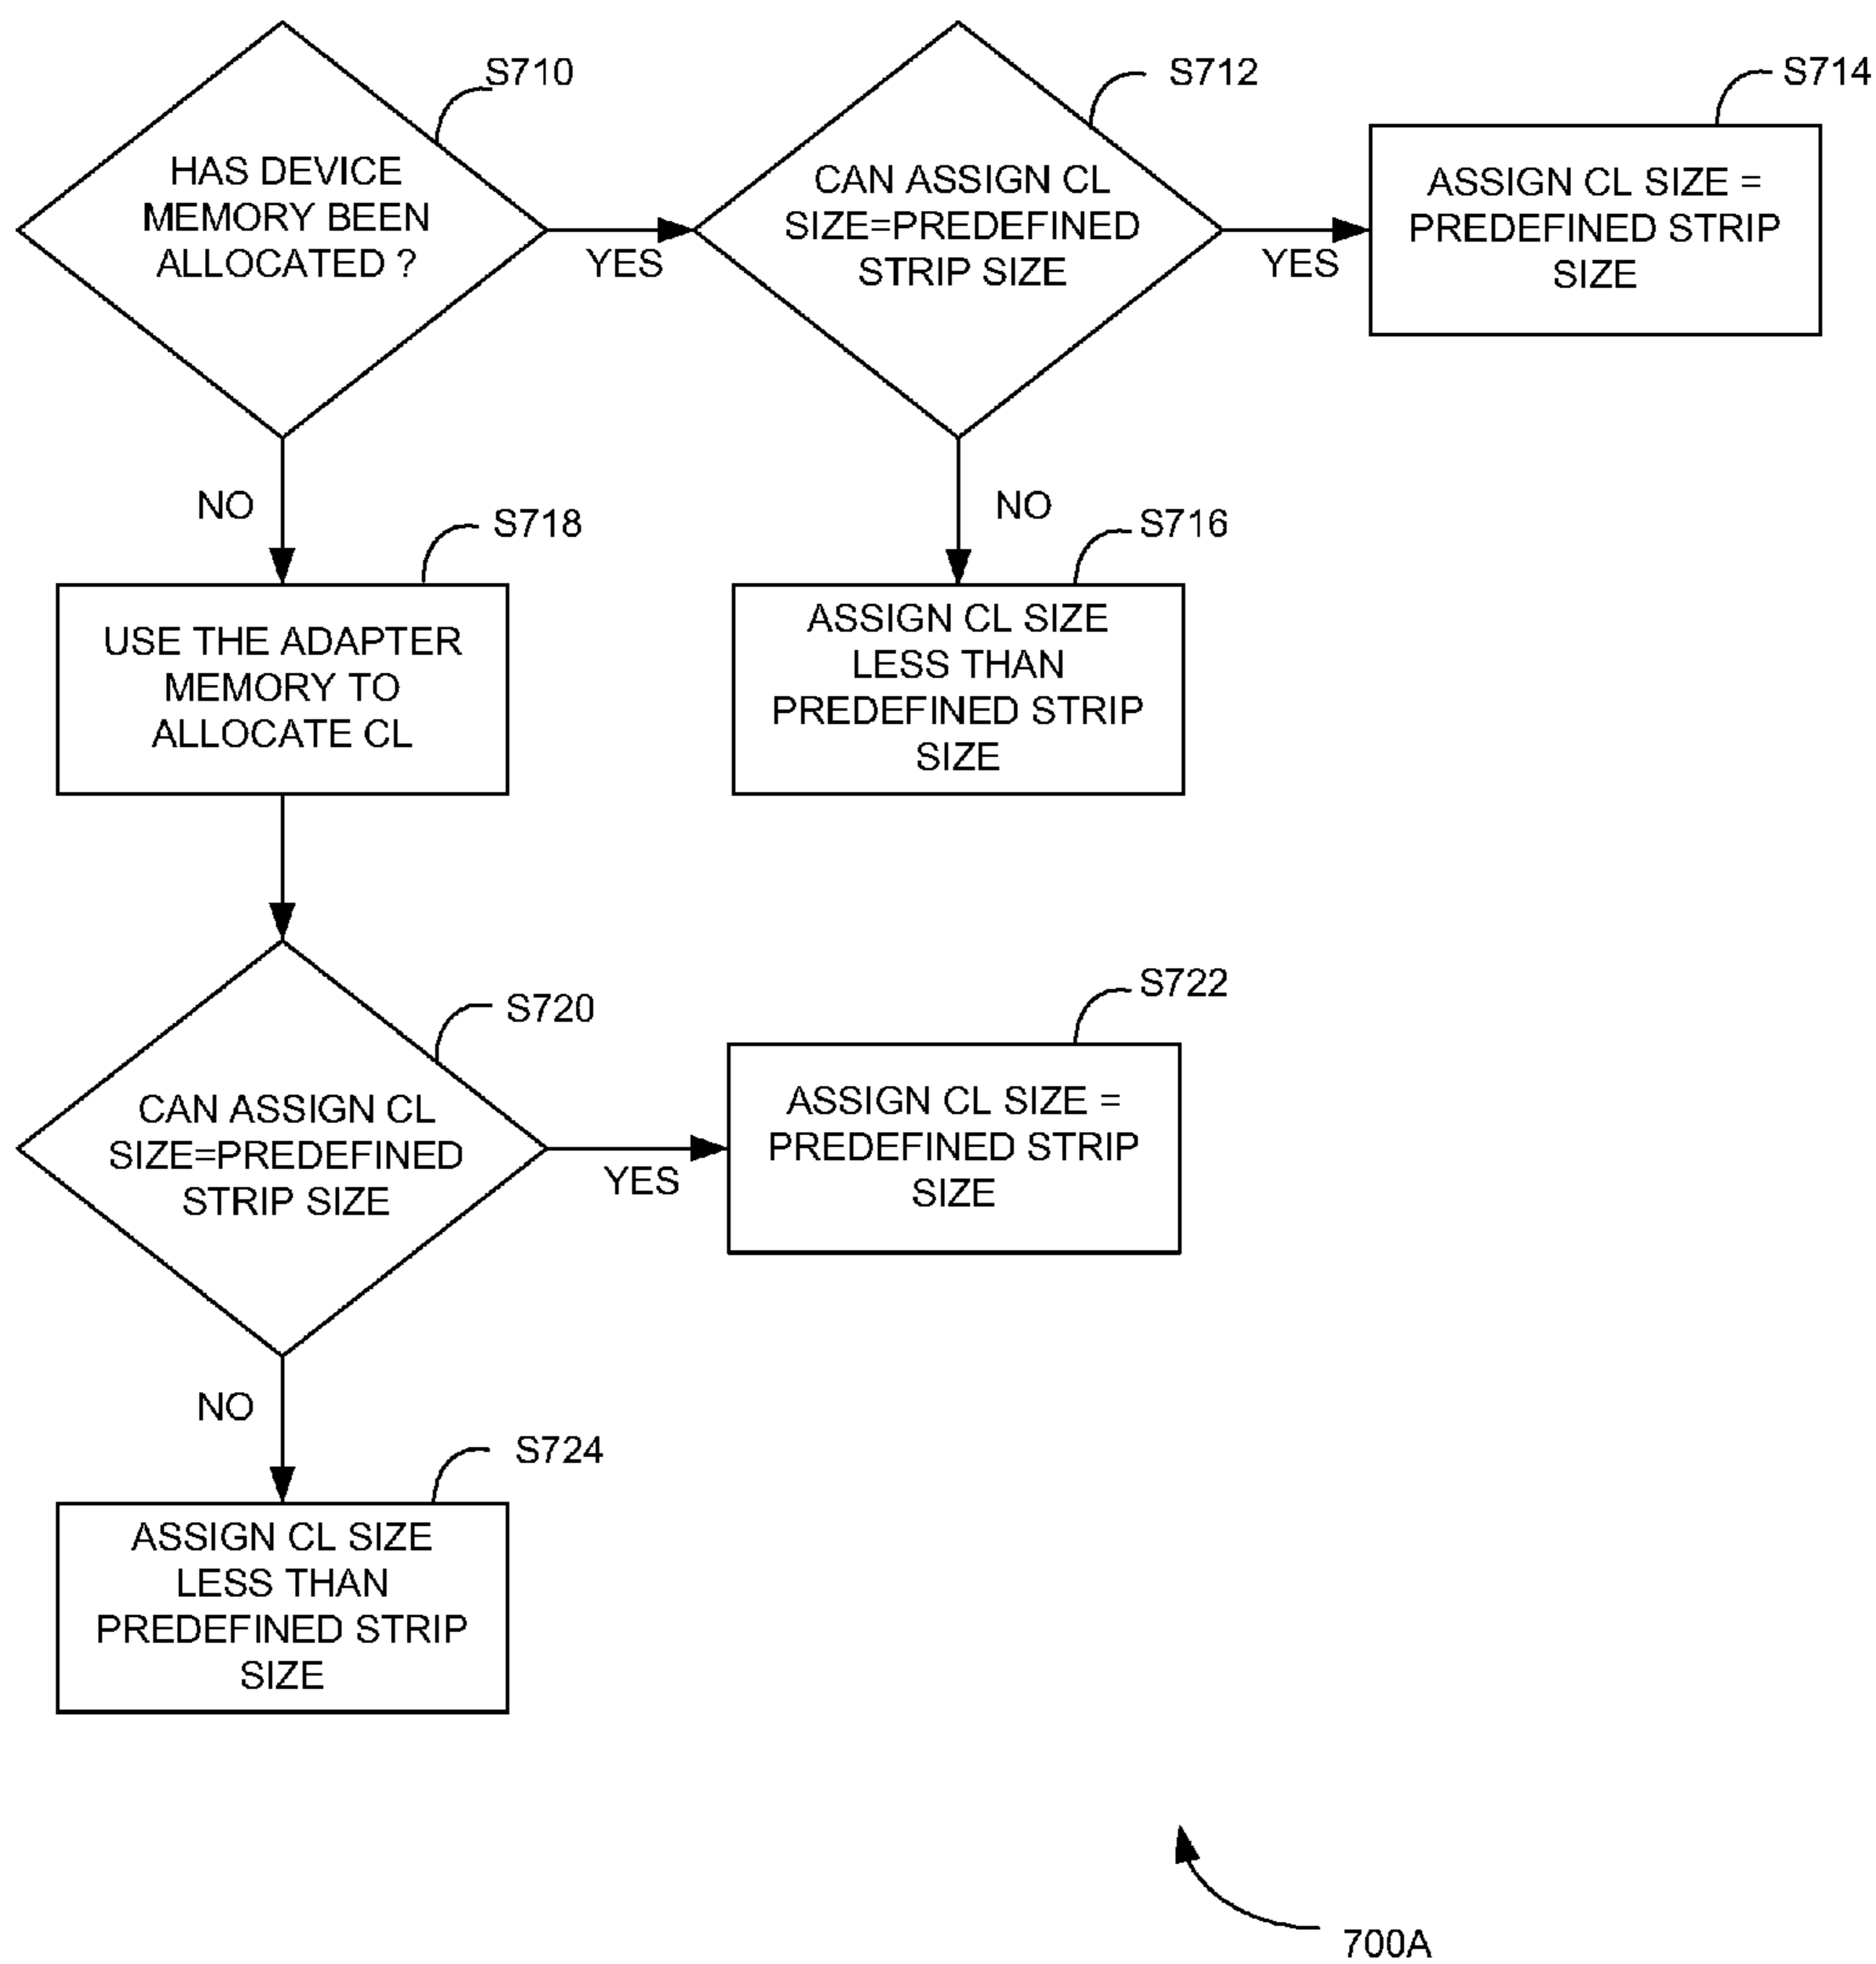 S710
HAS DEVICE
MEMORY BEEN
ALLOCATED ?
YES
S712
CAN ASSIGN CL
SIZE=PREDEFINED
STRIP SIZE
YES
S714
ASSIGN CL SIZE =
PREDEFINED STRIP
SIZE
NO
S718
USE THE ADAPTER
MEMORY TO
ALLOCATE CL
NO
S716
ASSIGN CL SIZE
LESS THAN
PREDEFINED STRIP
SIZE
S720
CAN ASSIGN CL
SIZE=PREDEFINED
STRIP SIZE
YES
S722
ASSIGN CL SIZE =
PREDEFINED STRIP
SIZE
NO
S724
ASSIGN CL SIZE
LESS THAN
PREDEFINED STRIP
SIZE
700A